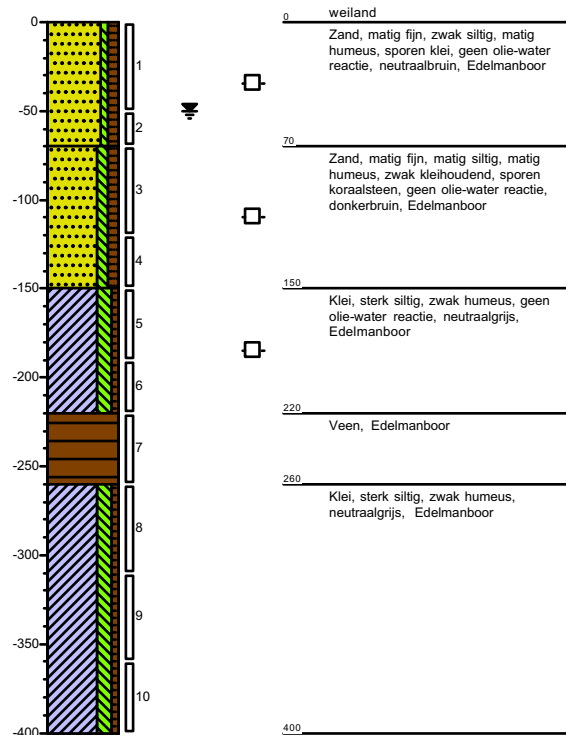 0
-50
-100
-150
-200
-250
-300
-350
-400
1
2
3
4
5
6
7
8
9
10
0
weiland
Zand, matig fijn, zwak siltig, matig
humeus, sporen klei, geen olie-water
reactie, neutraalbruin, Edelmanboor
70
Zand, matig fijn, matig siltig, matig
humeus, zwak kleihoudend, sporen
koraalsteen, geen olie-water reactie,
donkerbruin, Edelmanboor
150
Klei, sterk siltig, zwak humeus, geen
olie-water reactie, neutraalgrijs,
Edelmanboor
220
Veen, Edelmanboor
260
Klei, sterk siltig, zwak humeus,
neutraalgrijs, Edelmanboor
400